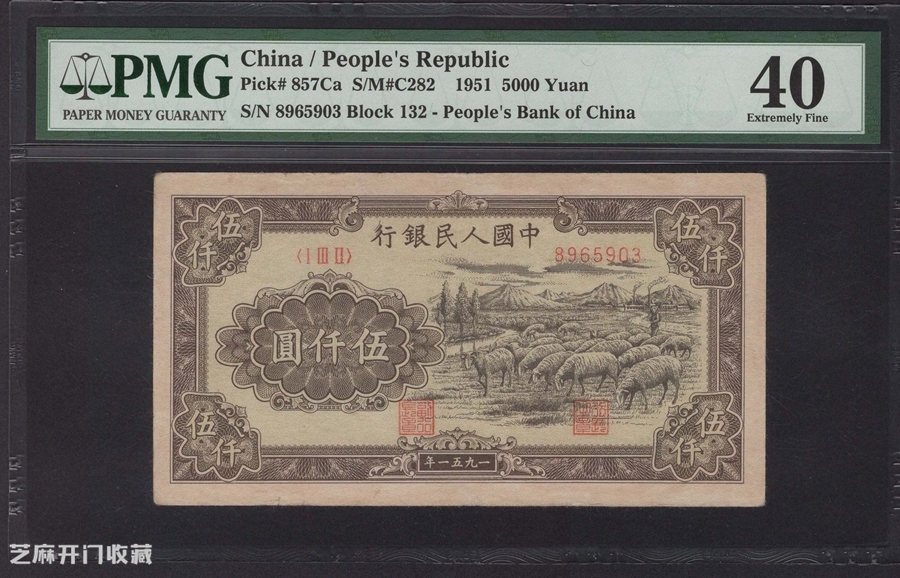 PMG
PAPER MONEY GUARANTY
China / People's Republic
Pick# 857Ca S/M#C282 1951 5000 Yuan
S/N 8965903 Block 132 - People's Bank of China
40
Extremely Fine
伍仟
伍仟
行銀民人國中
〈I III II〉
8965903
圓仟伍
伍仟
伍仟
年一五九一
芝麻开门收藏